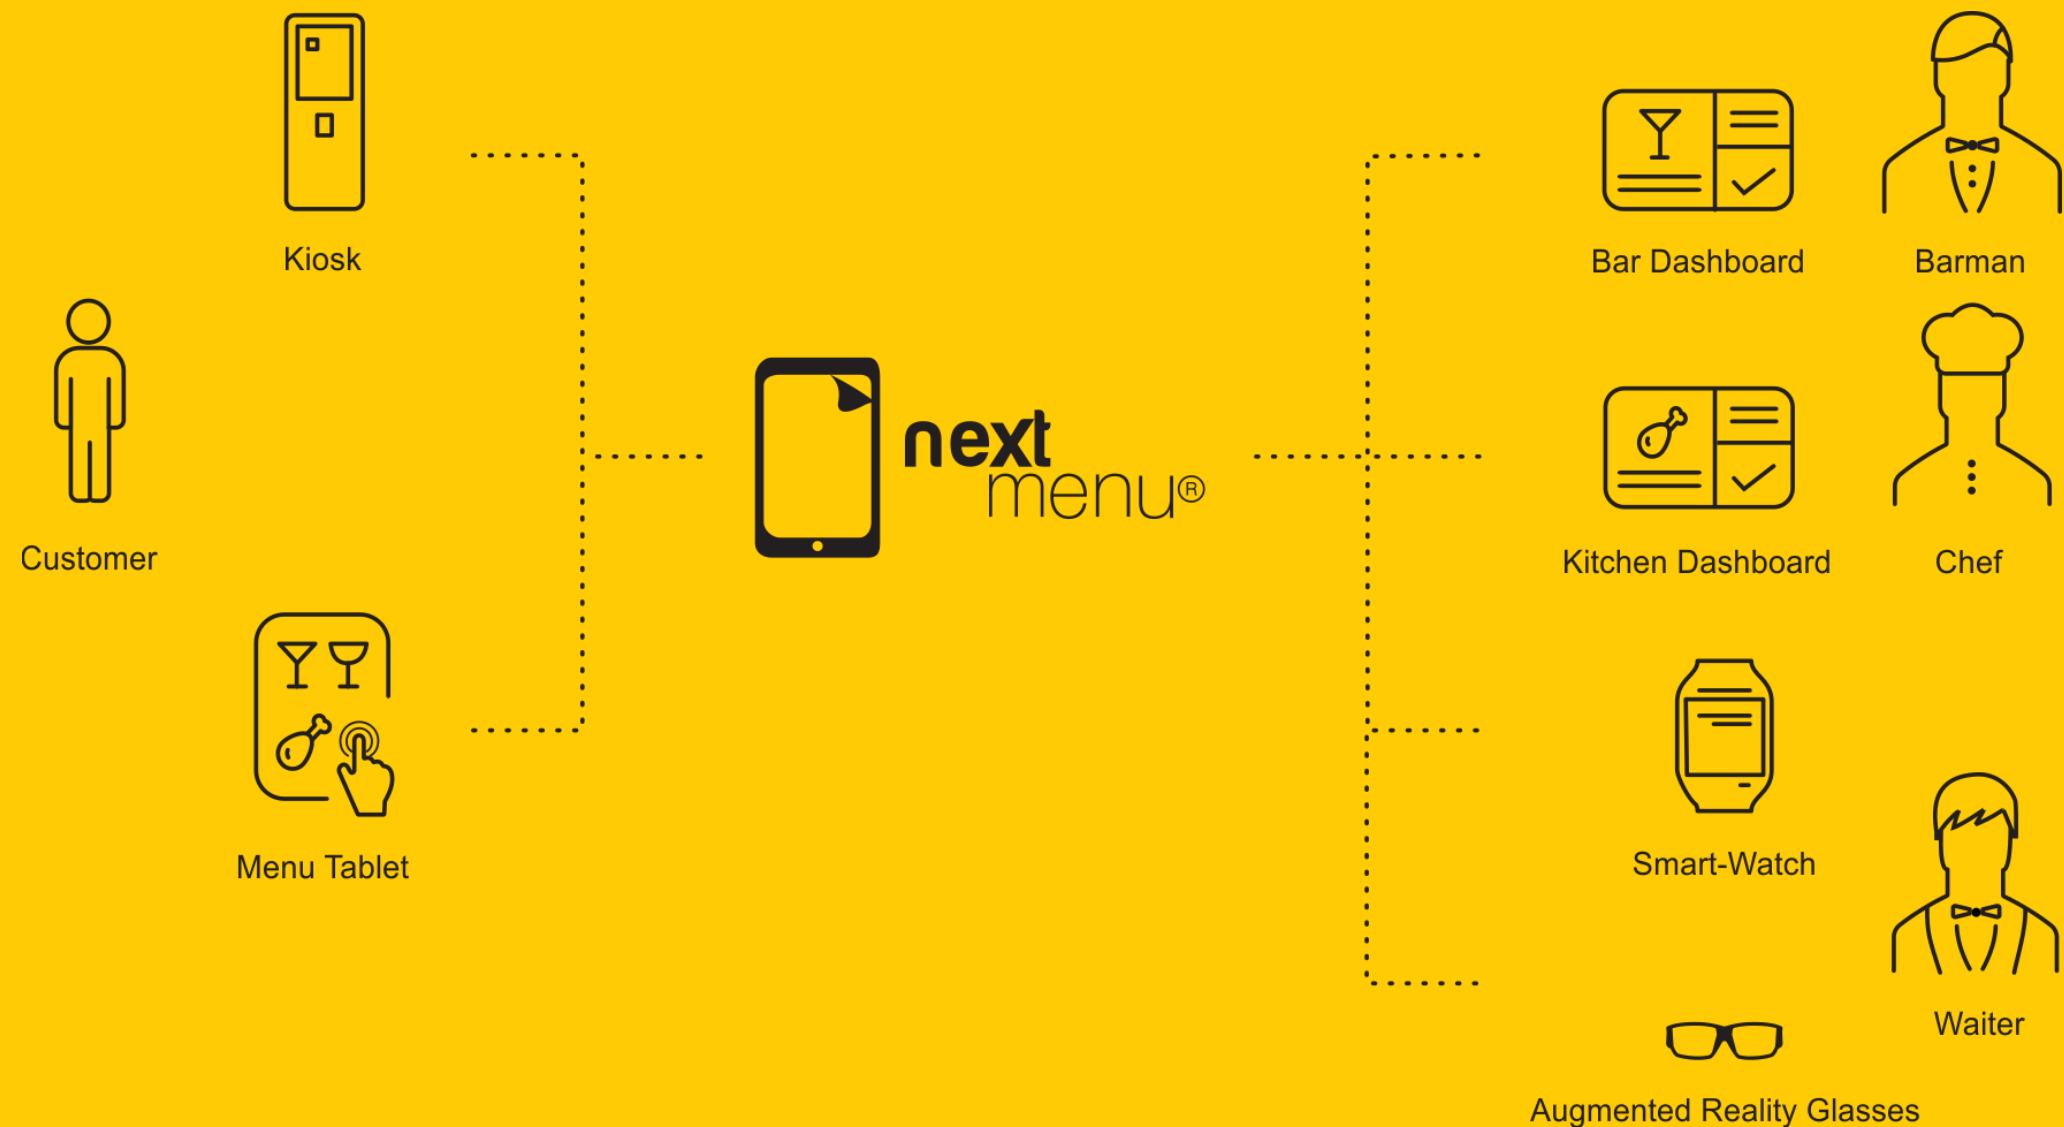 Kiosk
Customer
Menu Tablet
next
menu®
Bar Dashboard
Barman
Kitchen Dashboard
Chef
Smart-Watch
Waiter
Augmented Reality Glasses